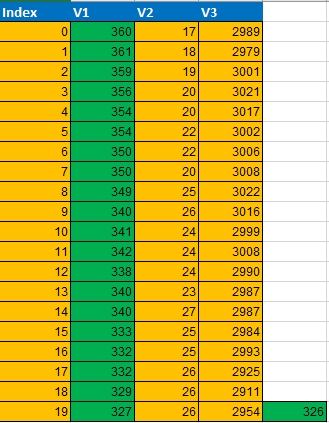 Index V1 V2 V3
0 360 17 2989
1 361 18 2979
2 359 19 3001
3 356 20 3021
4 354 20 3017
5 354 22 3002
6 350 22 3006
7 350 20 3008
8 349 25 3022
9 340 26 3016
10 341 24 2999
11 342 24 3008
12 338 24 2990
13 340 23 2987
14 340 27 2987
15 333 25 2984
16 332 25 2993
17 332 26 2925
18 329 26 2911
19 327 26 2954 326